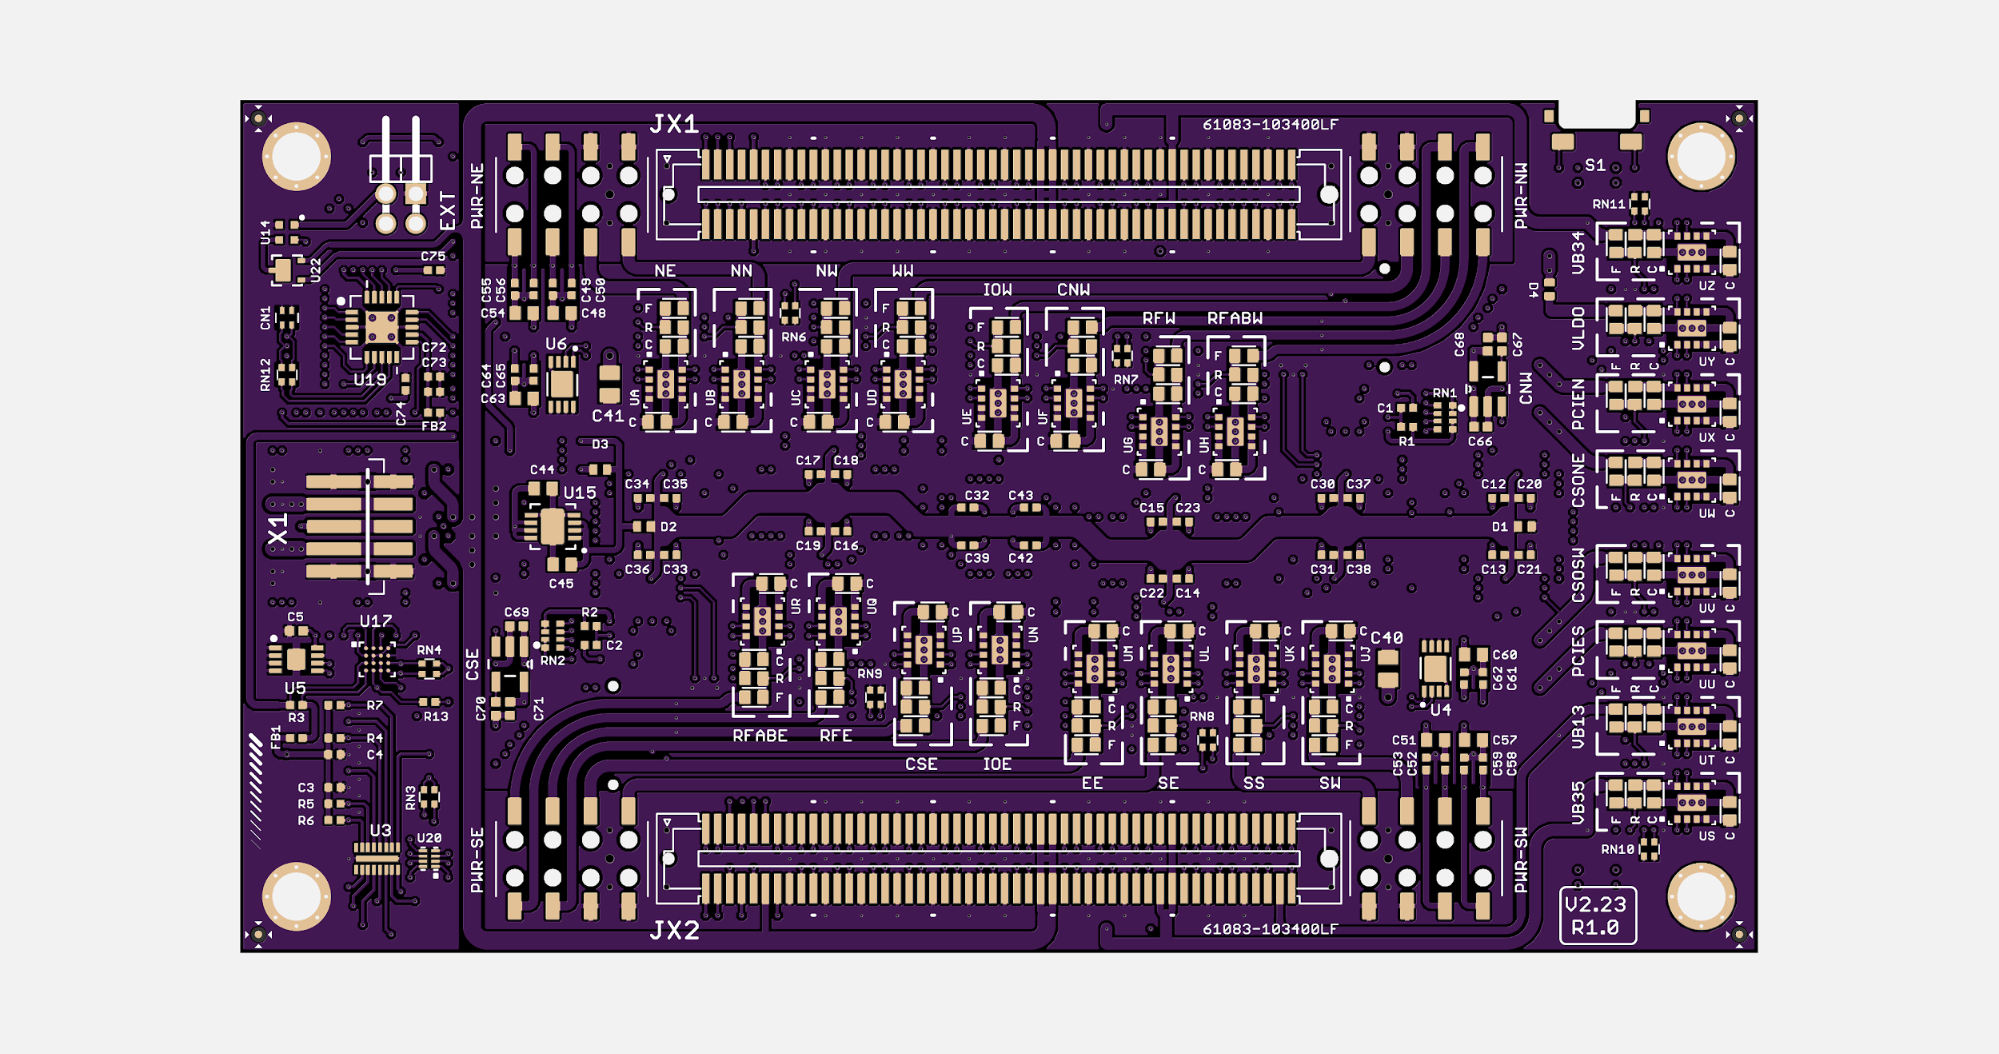 JX1
61083-103400LF
S1
PWR-NE
PWR-NW
EXT
RN11
U14
U22
C75
CN1
RN12
U19
C72
C73
C74
FB2
NE
NN
NW
WW
IOW
CNW
RFW
RFABW
C55
C56
C54
C49
C50
C48
U6
C64
C65
C63
C41
F
R
C
UA
C
UB
C
RN6
UC
C
F
R
C
UD
C
F
R
C
UE
C
UF
C
RN7
UG
C
F
R
C
UH
C
D4
C68
C67
CNW
C1
RN1
R1
C66
VB34
F R C
UZ C
VLDO
F R C
UY C
PCIEN
F R C
UX C
CSONE
F R C
UW C
CSOSW
F R C
UV C
PCIES
F R C
UU C
VB13
F R C
UT C
VB35
F R C
US C
RN10
D3
C44
U15
C45
C34 C35
D2
C36 C33
C17 C18
C19 C16
C32 C43
C39 C42
C15 C23
C22 C14
C30 C37
C31 C38
C12 C20
D1
C13 C21
X1
C5
U17
RN4
U5
R3
R7
R13
FB1
R4
C4
C3
R5
R6
RN3
U3
U20
CSE
C69
R2
RN2
C2
C70
C71
C
UR
C
R
F
RFABE
C
UQ
RFE
RN9
C
UP
CSE
C
UN
C
R
F
IOE
C
UM
C
R
F
EE
C
UL
SE
RN8
C
UK
SS
C
UJ
C
R
F
SW
C40
U4
C60
C62
C61
C51
C53
C52
C57
C59
C58
PWR-SE
PWR-SW
JX2
61083-103400LF
V2.23
R1.0